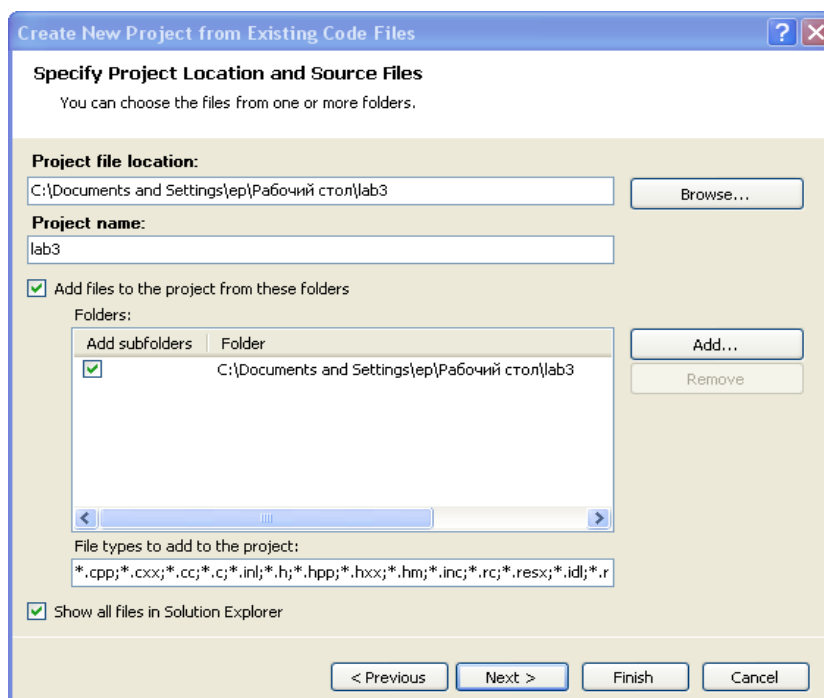 Create New Project from Existing Code Files
Specify Project Location and Source Files
You can choose the files from one or more folders.
Project file location:
C:\Documents and Settings\ep\Рабочий стол\lab3
Browse...
Project name:
lab3
Add files to the project from these folders
Folders:
Add subfolders Folder
Add...
C:\Documents and Settings\ep\Рабочий стол\lab3
Remove
File types to add to the project:
*.cpp;*.cxx;*.cc;*.c;*.inl;*.h;*.hpp;*.hxx;*.hm;*.inc;*.rc;*.resx;*.idl;*.r
Show all files in Solution Explorer
< Previous Next > Finish Cancel